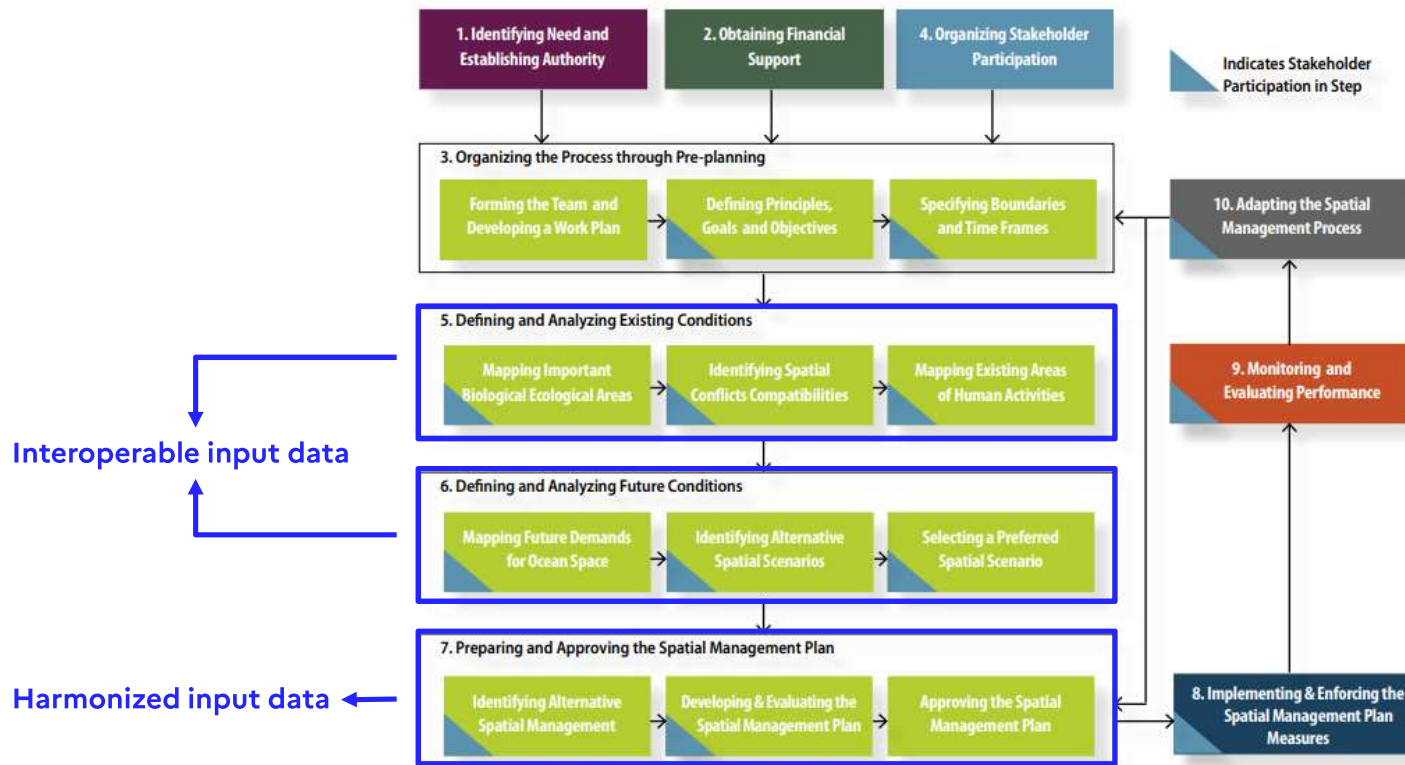 1. Identifying Need and
Establishing Authority
2. Obtaining Financial
Support
4. Organizing Stakeholder
Participation
Indicates Stakeholder
Participation in Step
3. Organizing the Process through Pre-planning
Forming the Team and
Developing a Work Plan
Defining Principles,
Goals and Objectives
Specifying Boundaries
and Time Frames
10. Adapting the Spatial
Management Process
5. Defining and Analyzing Existing Conditions
Mapping Important
Biological Ecological Areas
Identifying Spatial
Conflicts Compatibilities
Mapping Existing Areas
of Human Activities
9. Monitoring and
Evaluating Performance
Interoperable input data
6. Defining and Analyzing Future Conditions
Mapping Future Demands
for Ocean Space
Identifying Alternative
Spatial Scenarios
Selecting a Preferred
Spatial Scenario
7. Preparing and Approving the Spatial Management Plan
Harmonized input data
Identifying Alternative
Spatial Management
Developing & Evaluating the
Spatial Management Plan
Approving the Spatial
Management Plan
8. Implementing & Enforcing the
Spatial Management Plan
Measures